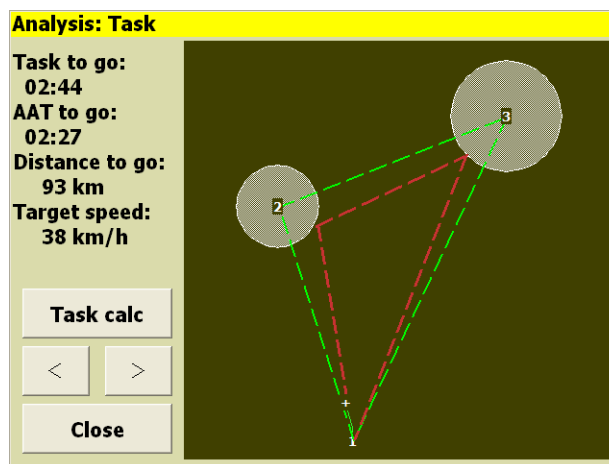 Analysis: Task
Task to go:
02:44
AAT to go:
02:27
Distance to go:
93 km
Target speed:
38 km/h
Task calc
< >
Close
3
2
1